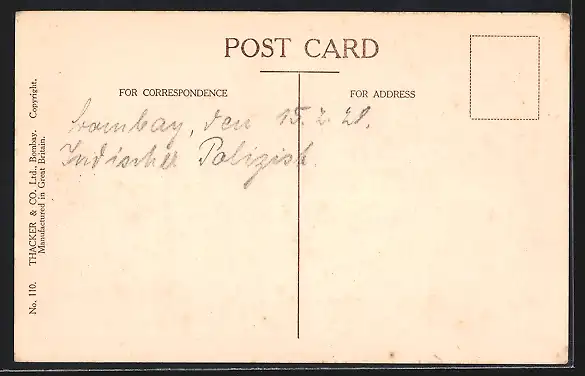 POST CARD
FOR CORRESPONDENCE
FOR ADDRESS
Bombay, den 15. 2. 29.
Indischer Polizist.
No. 110. THACKER & CO. Ltd., Bombay. Copyright.
Manufactured in Great Britain.